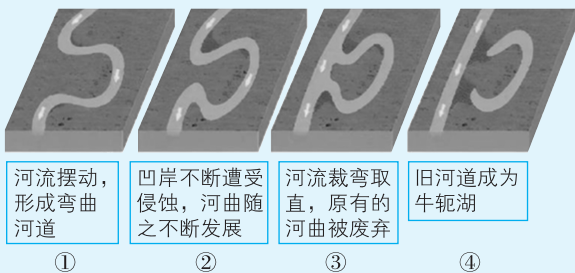 河流摆动，
形成弯曲
河道
凹岸不断遭受
侵蚀，河曲随
之不断发展
河流裁弯取
直，原有的
河曲被废弃
旧河道成为
牛轭湖
①
②
③
④